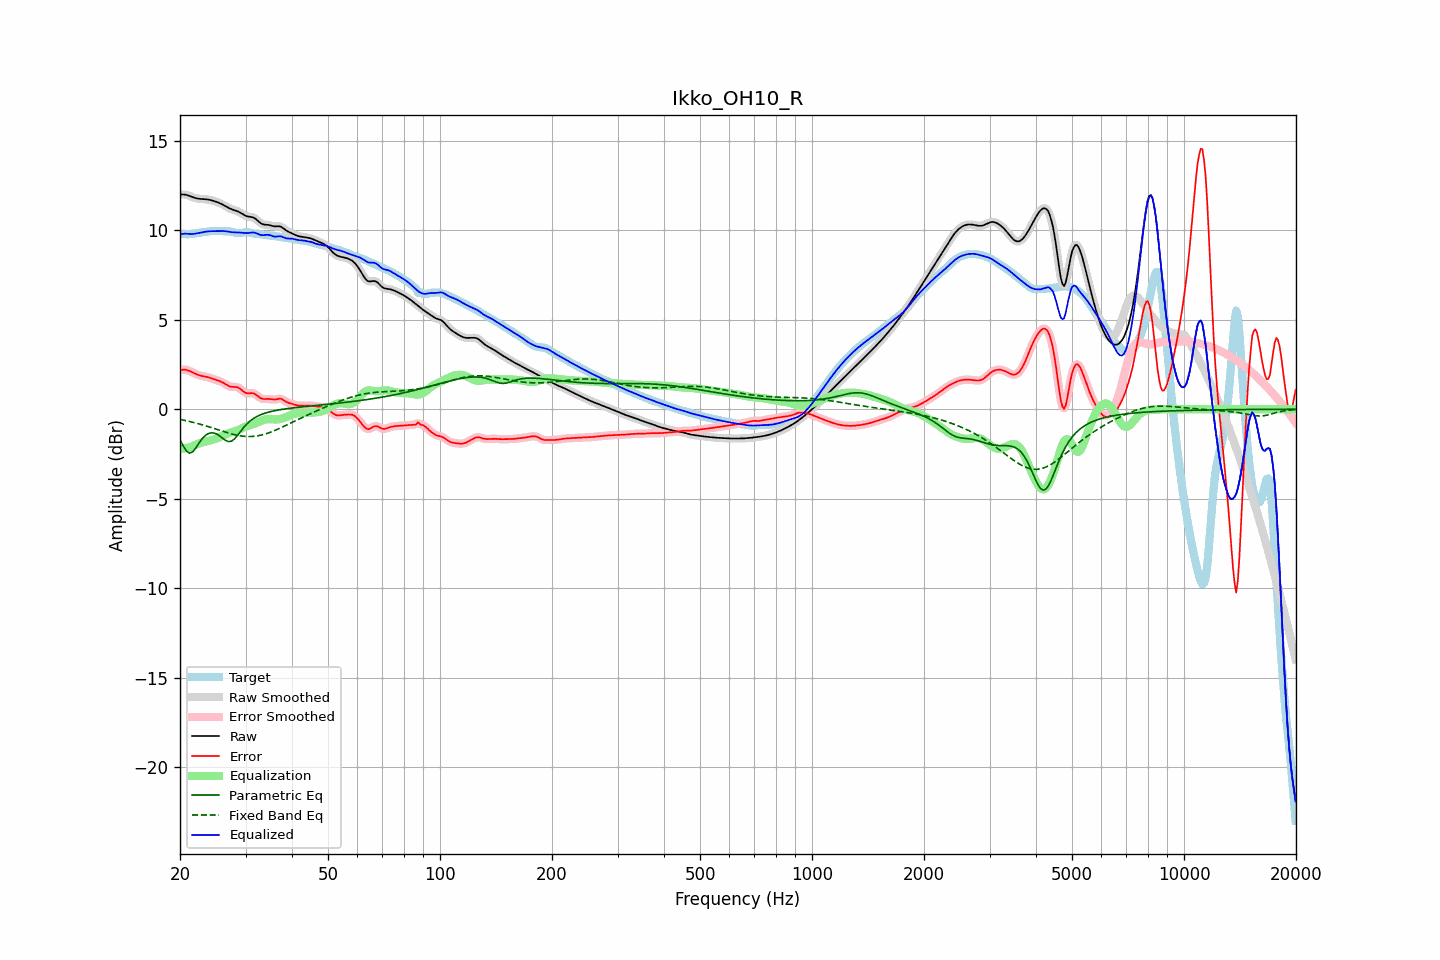 Ikko_OH10_R
Amplitude (dBr)
15
10
5
0
−5
−10
−15
−20
Target
Raw Smoothed
Error Smoothed
Raw
Error
Equalization
Parametric Eq
Fixed Band Eq
Equalized
20 50 100 200 500 1000 2000 5000 10000 20000
Frequency (Hz)